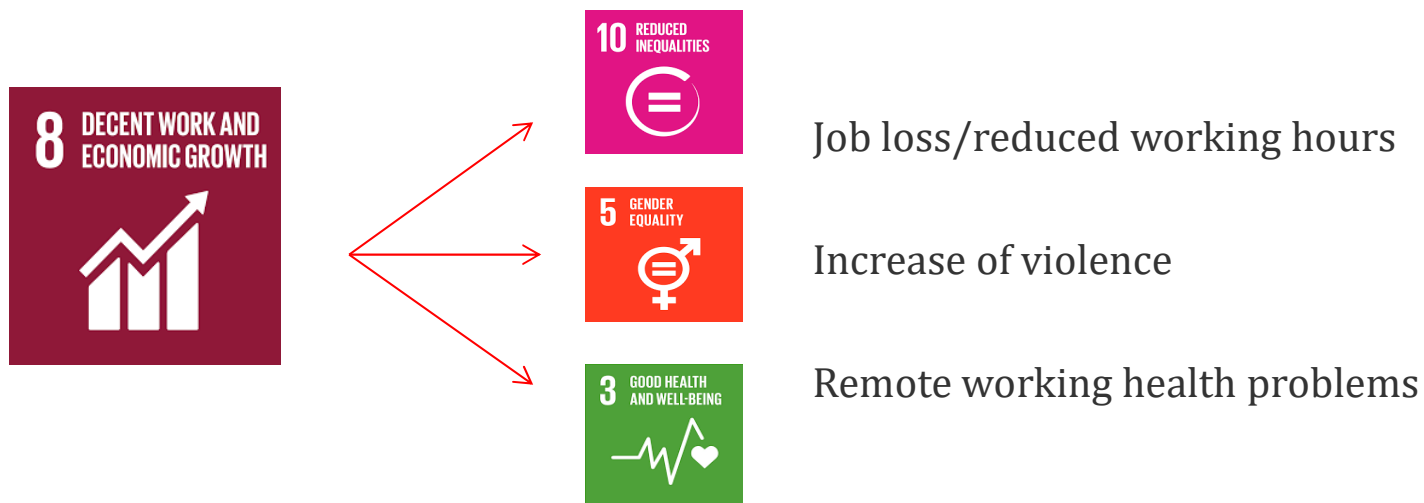 8 DECENT WORK AND
ECONOMIC GROWTH
10 REDUCED
INEQUALITIES
Job loss/reduced working hours
5 GENDER
EQUALITY
Increase of violence
3 GOOD HEALTH
AND WELL-BEING
Remote working health problems